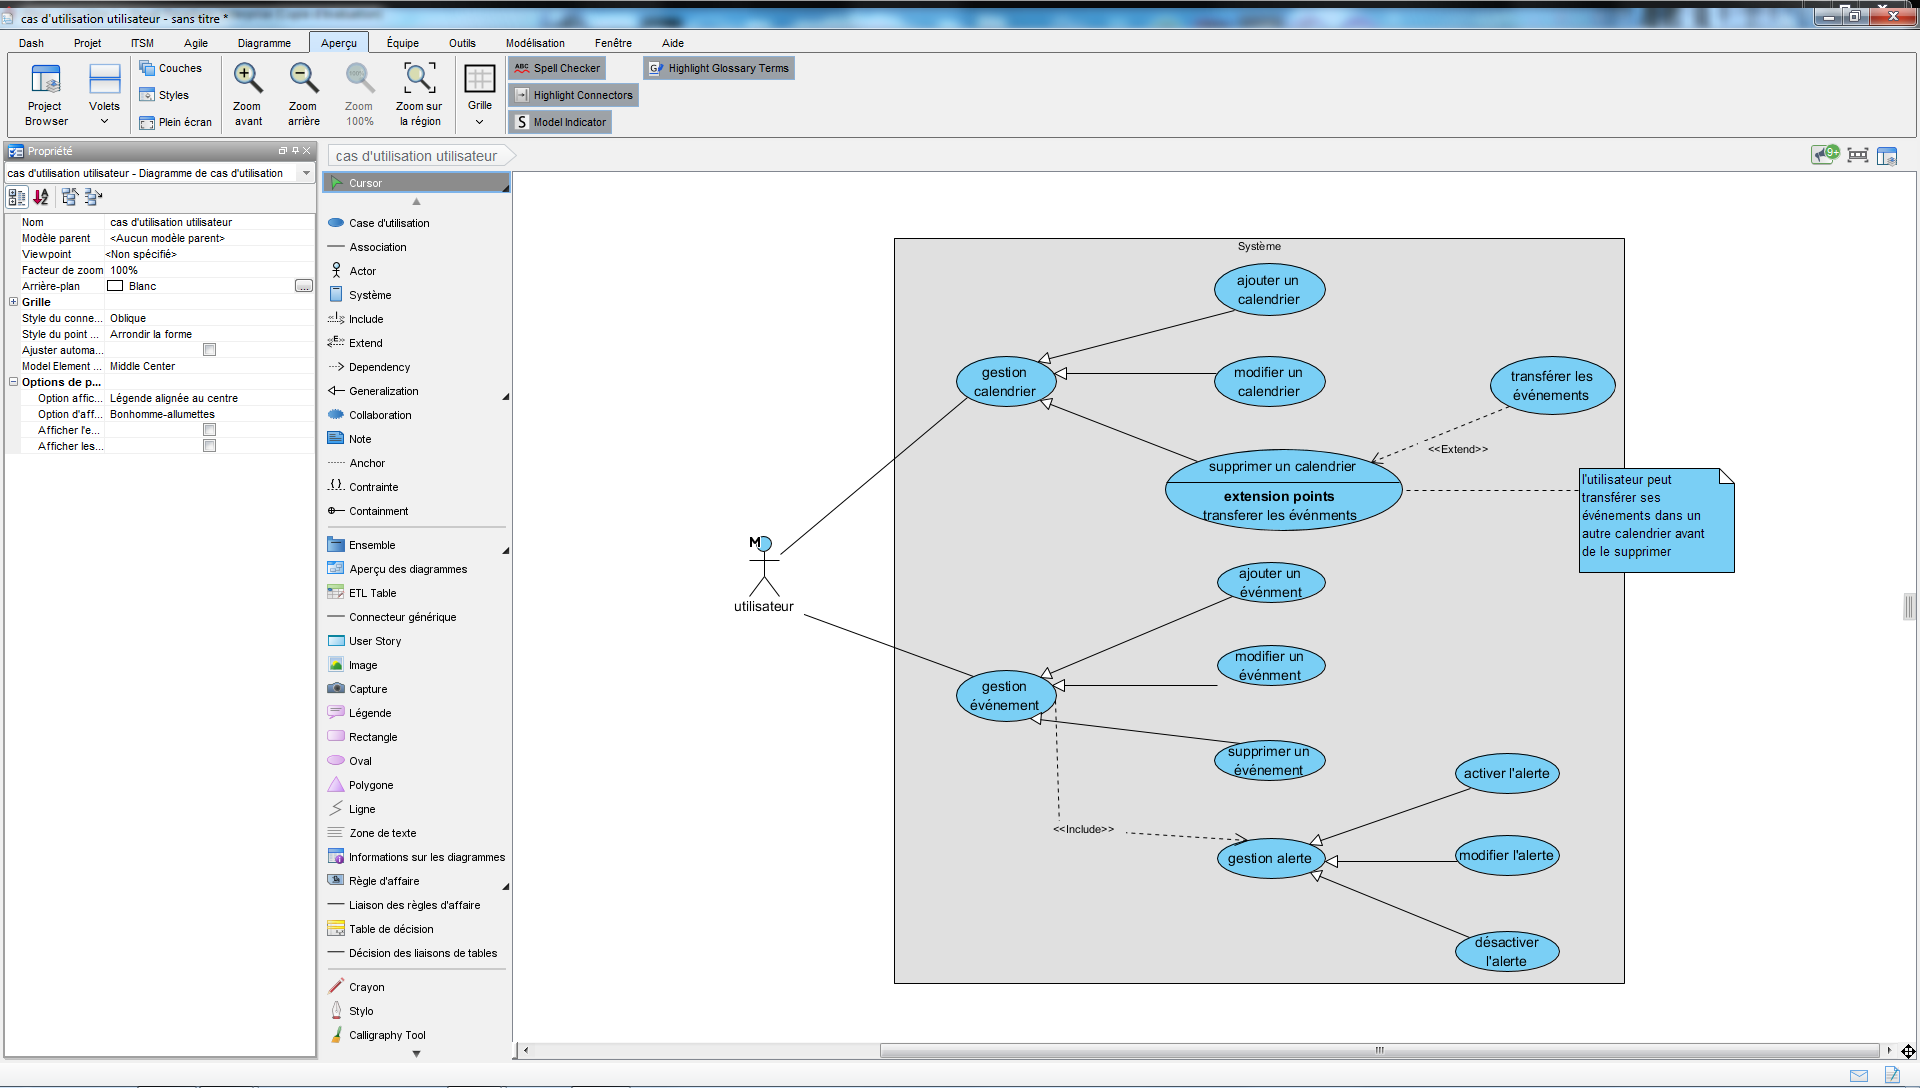 cas d'utilisation utilisateur - sans titre *
Dash
Projet
ITSM
Agile
Diagramme
Aperçu
Équipe
Outils
Modélisation
Fenêtre
Aide
Project
Browser
Volets
Couches
Styles
Plein écran
Zoom
avant
Zoom
arrière
100%
Zoom
100%
Zoom sur
la région
Grille
ABC Spell Checker
Highlight Connectors
S Model Indicator
G Highlight Glossary Terms
Propriété
cas d'utilisation utilisateur - Diagramme de cas d'utilisation
Nom cas d'utilisation utilisateur
Modèle parent <Aucun modèle parent>
Viewpoint <Non spécifié>
Facteur de zoom 100%
Arrière-plan Blanc ...
Grille
Style du conne... Oblique
Style du point ... Arrondir la forme
Ajuster automa...
Model Element ... Middle Center
Options de p...
Option affic... Légende alignée au centre
Option d'aff... Bonhomme-allumettes
Afficher l'e...
Afficher les...
cas d'utilisation utilisateur
9+
Cursor
Case d'utilisation
Association
Actor
Système
Include
Extend
Dependency
Generalization
Collaboration
Note
Anchor
Contrainte
Containment
Ensemble
Aperçu des diagrammes
ETL Table
Connecteur générique
User Story
Image
Capture
Légende
Rectangle
Oval
Polygone
Ligne
Zone de texte
Informations sur les diagrammes
Règle d'affaire
Liaison des règles d'affaire
Table de décision
Décision des liaisons de tables
Crayon
Stylo
Calligraphy Tool
Système
ajouter un
calendrier
gestion
calendrier
modifier un
calendrier
transférer les
événements
<<Extend>>
supprimer un calendrier
extension points
transferer les événments
l'utilisateur peut
transférer ses
événements dans un
autre calendrier avant
de le supprimer
M
utilisateur
ajouter un
événment
modifier un
événment
gestion
événement
supprimer un
événement
activer l'alerte
<<Include>>
gestion alerte
modifier l'alerte
désactiver
l'alerte